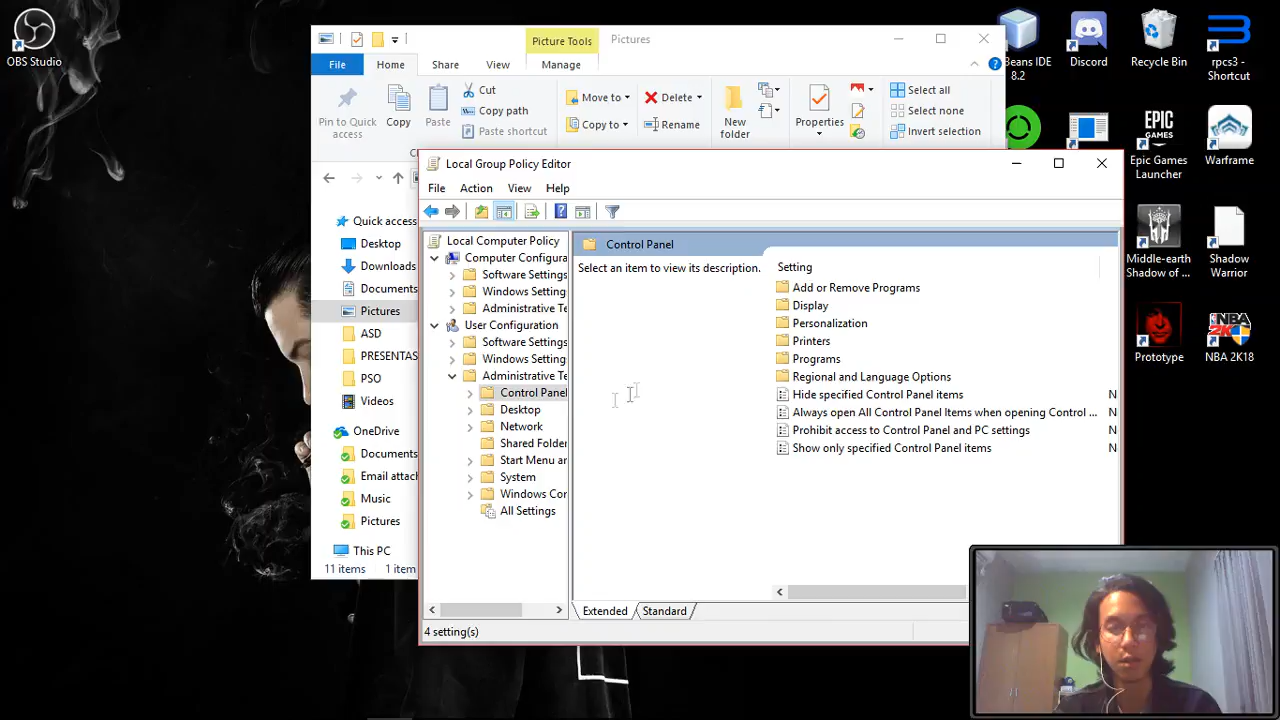 OBS Studio
Picture Tools
Pictures
File
Home
Share
View
Manage
Pin to Quick
access
Copy
Paste
Cut
Copy path
Paste shortcut
Move to
Copy to
Delete
Rename
New
folder
Properties
Select all
Select none
Invert selection
Beans IDE
8.2
Discord
Recycle Bin
rpcs3 -
Shortcut
EPIC
GAMES
Epic Games
Launcher
Warframe
Middle-earth
Shadow of ...
Shadow
Warrior
Prototype
NBA 2K18
Quick access
Desktop
Downloads
Documents
Pictures
ASD
PRESENTAS
PSO
Videos
OneDrive
Documents
Email attach
Music
Pictures
This PC
11 items
1 item
Local Group Policy Editor
File
Action
View
Help
Local Computer Policy
Computer Configura
Software Settings
Windows Setting
Administrative Te
User Configuration
Software Settings
Windows Setting
Administrative Te
Control Panel
Desktop
Network
Shared Folder
Start Menu an
System
Windows Cor
All Settings
Control Panel
Select an item to view its description.
Setting
Add or Remove Programs
Display
Personalization
Printers
Programs
Regional and Language Options
Hide specified Control Panel items N
Always open All Control Panel Items when opening Control ... N
Prohibit access to Control Panel and PC settings N
Show only specified Control Panel items N
Extended
Standard
4 setting(s)